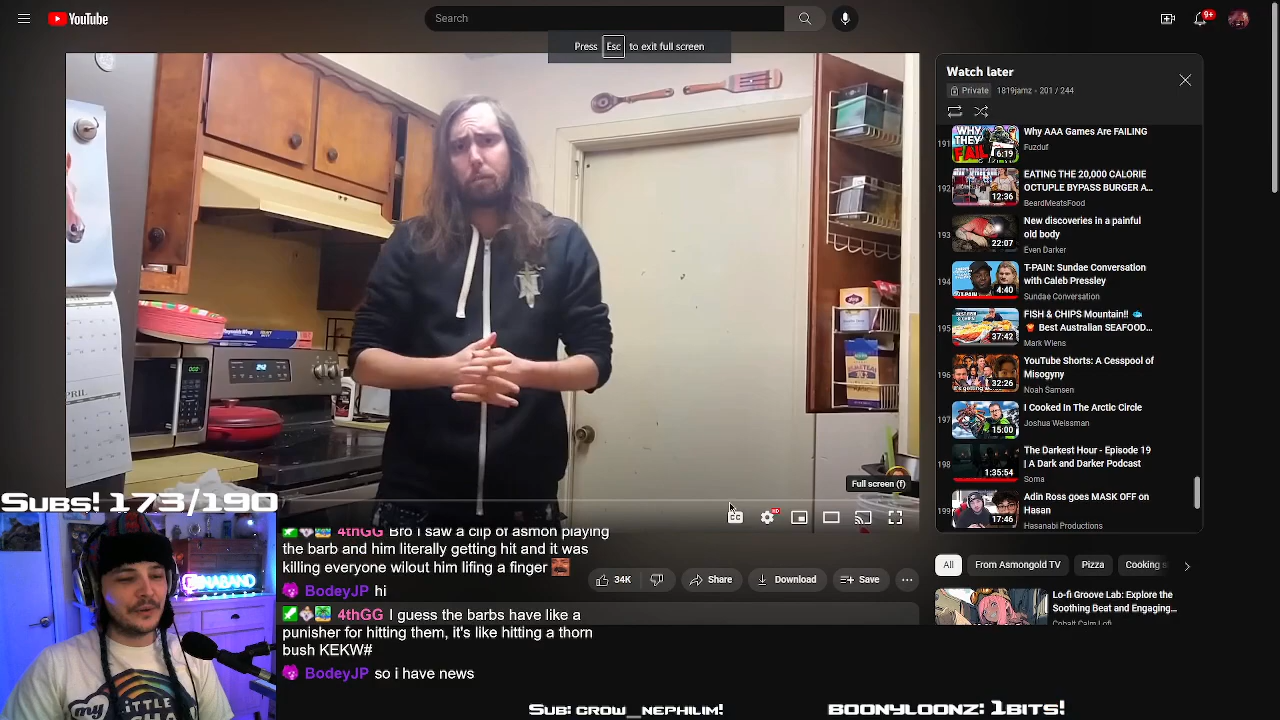 YouTube
Search
9+
Press Esc to exit full screen
Watch later
Private 1819jamz - 201 / 244
191
WHY THEY FAIL
6:19
Why AAA Games Are FAILING
Fuzduf
192
12:36
EATING THE 20,000 CALORIE
OCTUPLE BYPASS BURGER A...
BeardMeatsFood
193
22:07
New discoveries in a painful
old body
Even Darker
194
4:40
T-PAIN: Sundae Conversation
with Caleb Pressley
Sundae Conversation
195
37:42
FISH & CHIPS Mountain!!
Best Australian SEAFOOD...
Mark Wiens
196
32:26
YouTube Shorts: A Cesspool of
Misogyny
Noah Samsen
197
15:00
I Cooked In The Arctic Circle
Joshua Weissman
198
1:35:54
The Darkest Hour - Episode 19
| A Dark and Darker Podcast
Soma
199
17:46
Adin Ross goes MASK OFF on
Hasan
Hasanabi Productions
APRIL
Full screen (f)
CC
HD
Subs! 173/190
4thGG Bro I saw a clip of asmon playing
the barb and him literally getting hit and it was
killing everyone wilout him lifing a finger
BodeyJP hi
4thGG I guess the barbs have like a
punisher for hitting them, it's like hitting a thorn
bush KEKW#
BodeyJP so i have news
34K
Share
Download
Save
All
From Asmongold TV
Pizza
Cooking s
Lo-fi Groove Lab: Explore the
Soothing Beat and Engaging...
Cobalt Calm Lofi
my LITTLE
Sub: crow_nephilim!
BOONYLOONZ: 1BITS!